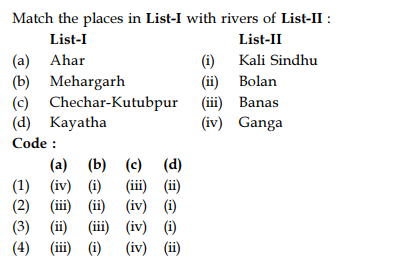 Match the places in List-I with rivers of List-II :
List-I List-II
(a) Ahar (i) Kali Sindhu
(b) Mehargarh (ii) Bolan
(c) Chechar-Kutubpur (iii) Banas
(d) Kayatha (iv) Ganga
Code :
(a) (b) (c) (d)
(1) (iv) (i) (iii) (ii)
(2) (iii) (ii) (iv) (i)
(3) (ii) (iii) (iv) (i)
(4) (iii) (i) (iv) (ii)